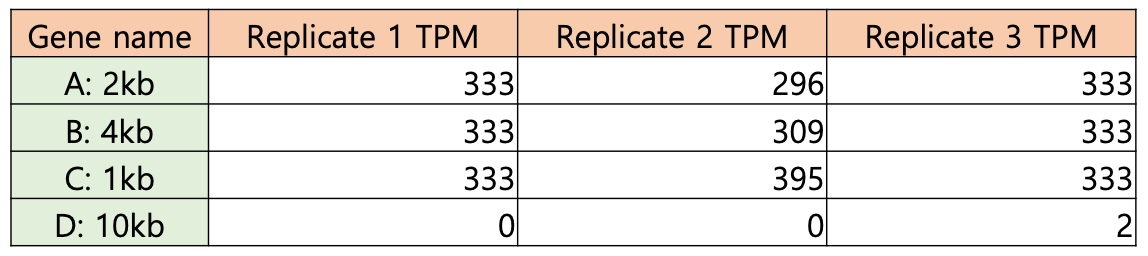 Gene name Replicate 1 TPM Replicate 2 TPM Replicate 3 TPM
A: 2kb 333 296 333
B: 4kb 333 309 333
C: 1kb 333 395 333
D: 10kb 0 0 2